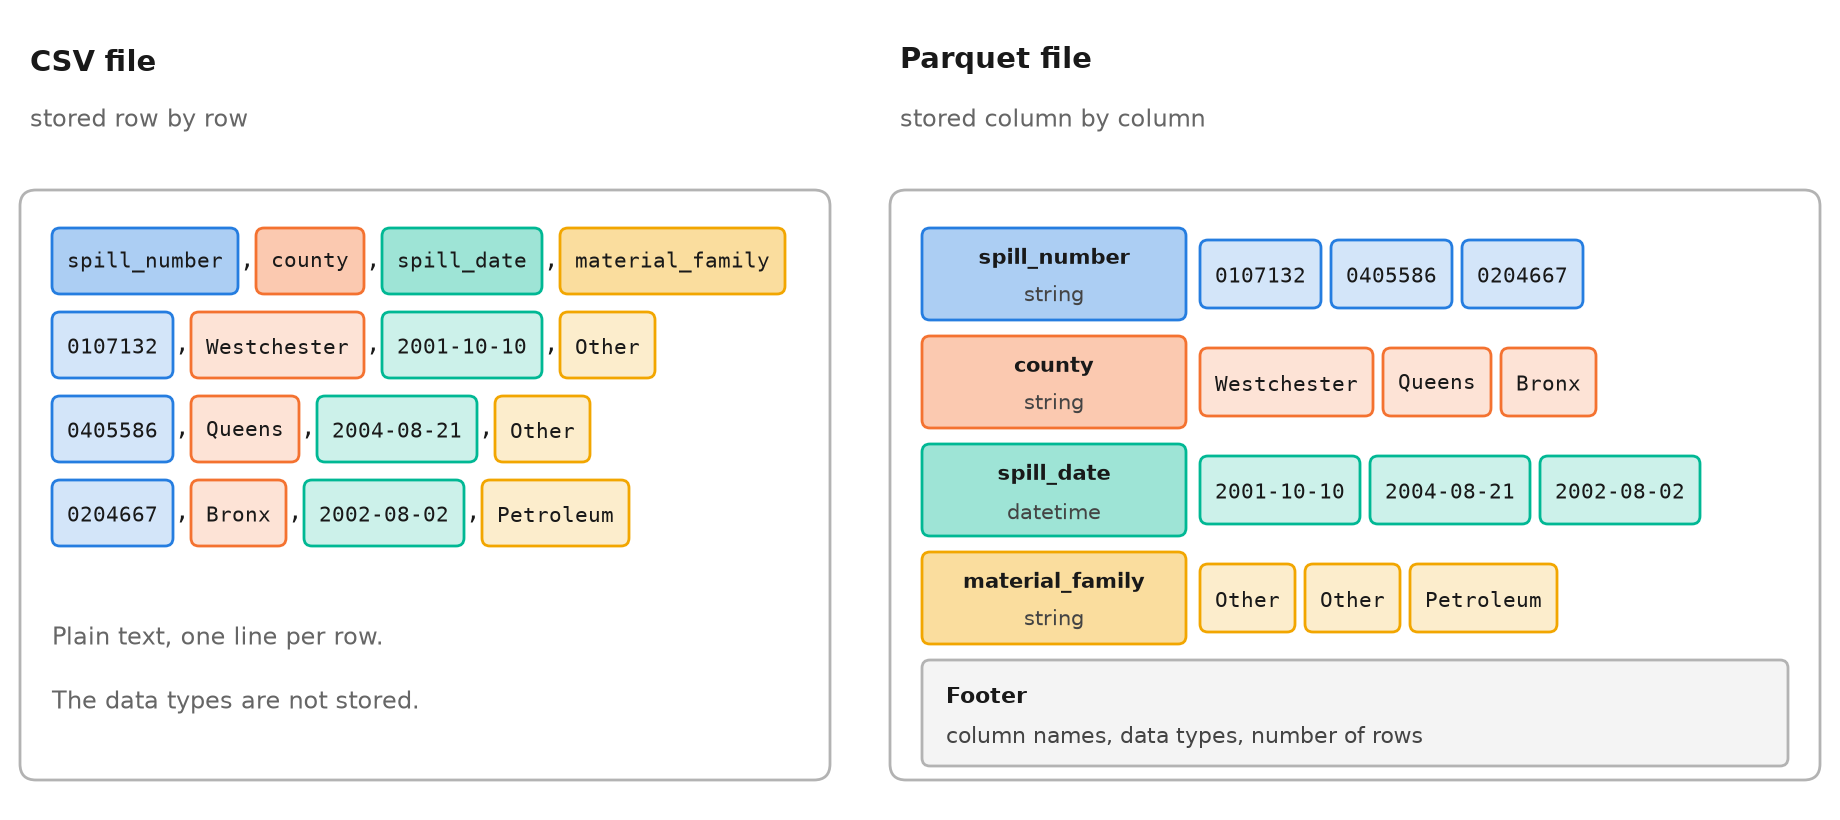 CSV file
stored row by row
spill_number , county , spill_date , material_family
0107132 , Westchester , 2001-10-10 , Other
0405586 , Queens , 2004-08-21 , Other
0204667 , Bronx , 2002-08-02 , Petroleum
Plain text, one line per row.
The data types are not stored.
Parquet file
stored column by column
spill_number
string
0107132 0405586 0204667
county
string
Westchester Queens Bronx
spill_date
datetime
2001-10-10 2004-08-21 2002-08-02
material_family
string
Other Other Petroleum
Footer
column names, data types, number of rows